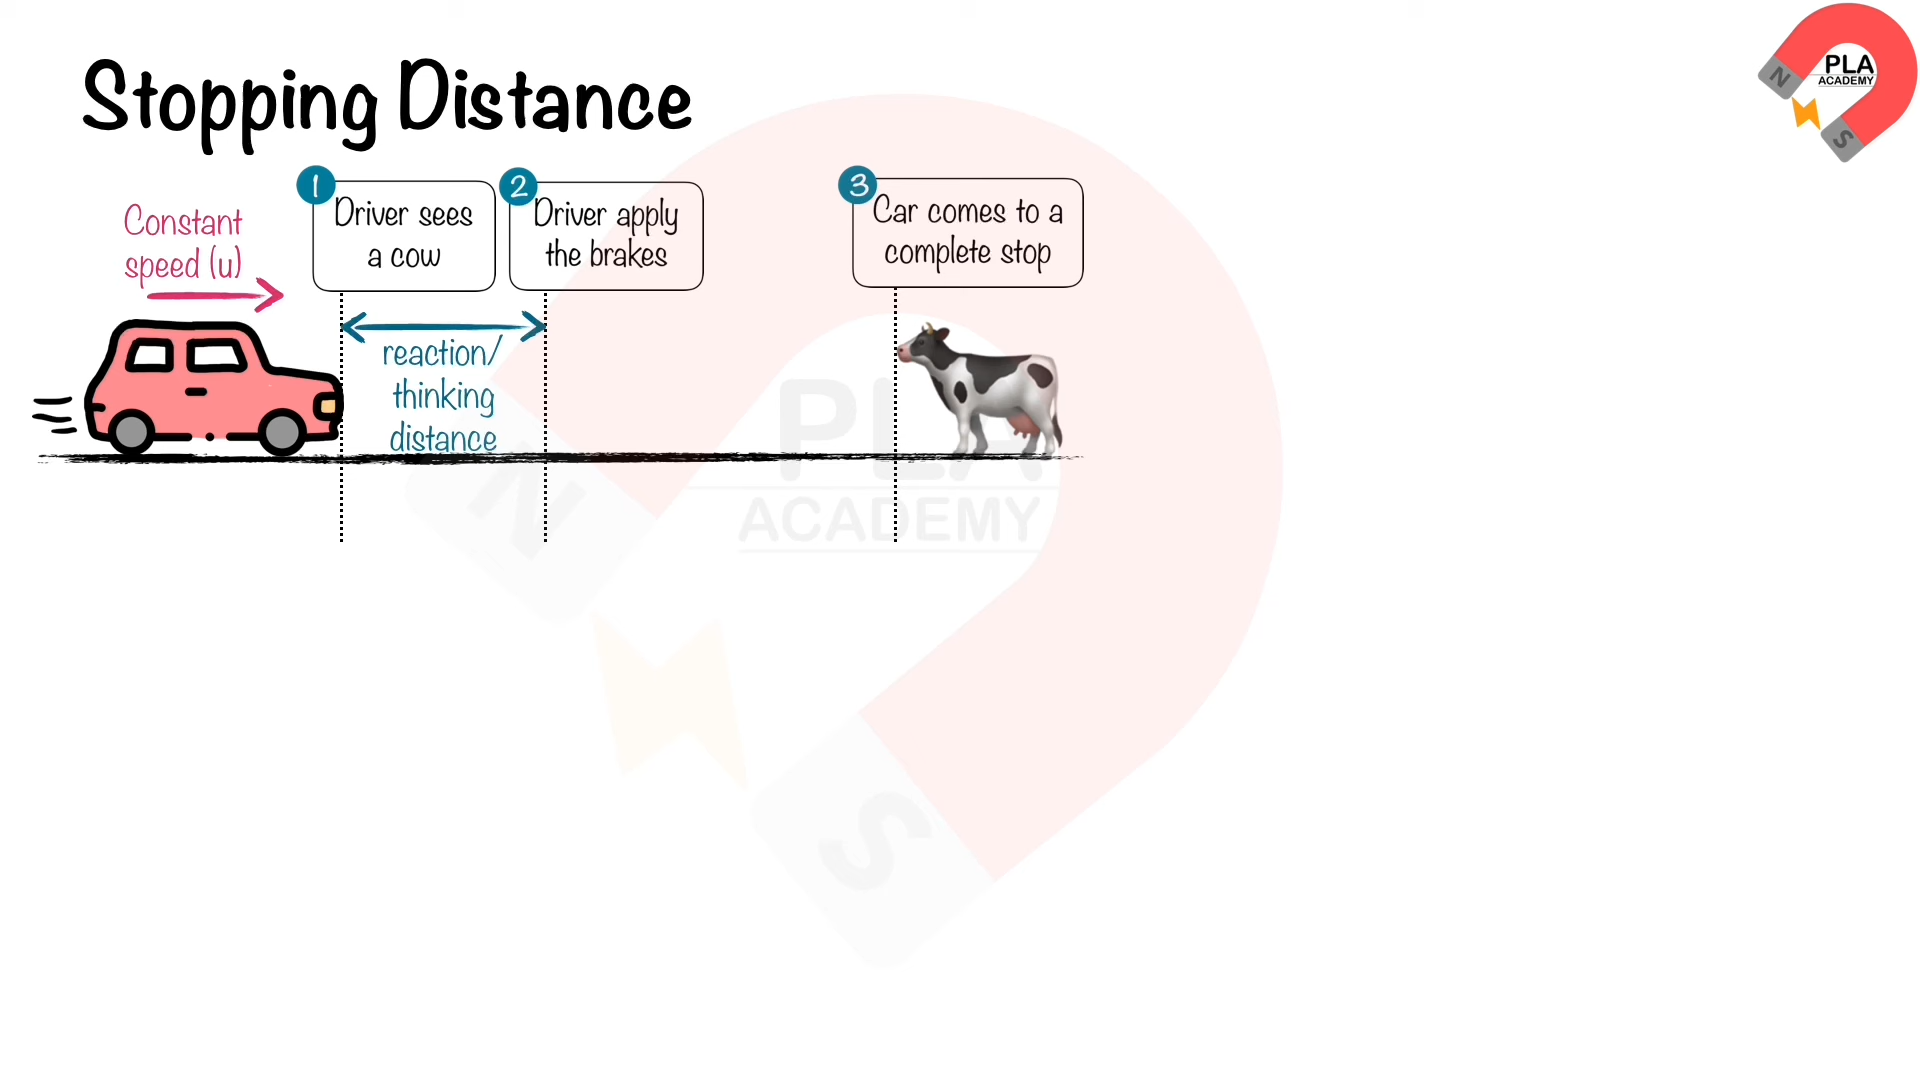 Stopping Distance
PLA
ACADEMY
N
S
Constant
speed (u)
1
Driver sees
a cow
2
Driver apply
the brakes
3
Car comes to a
complete stop
reaction/
thinking
distance
PLA
ACADEMY
N
S